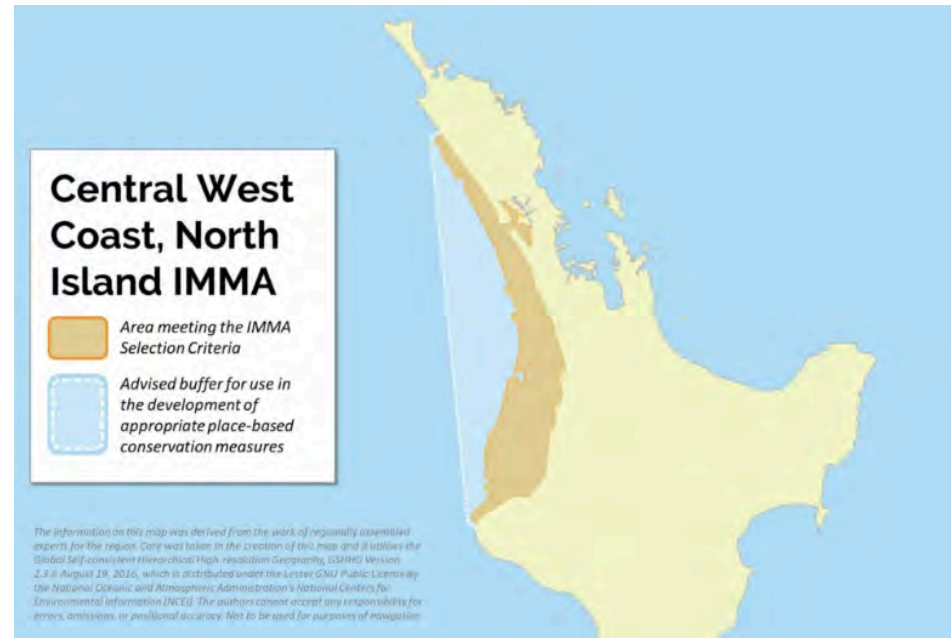 Central West
Coast, North
Island IMMA
Area meeting the IMMA
Selection Criteria
Advised buffer for use in
the development of
appropriate place-based
conservation measures
The information on this map was derived from the work of regionally assembled
experts for the region. Care was taken in the creation of this map and it utilises the
Global Self-consistent Hierarchical High-resolution Geography, GSHHG Version
2.3.6 August 19, 2016, which is distributed under the Lesser GNU Public License by
the National Oceanic and Atmospheric Administration's National Centers for
Environmental Information (NCEI). The authors cannot accept any responsibility for
errors, omissions, or positional accuracy. Not to be used for purposes of navigation